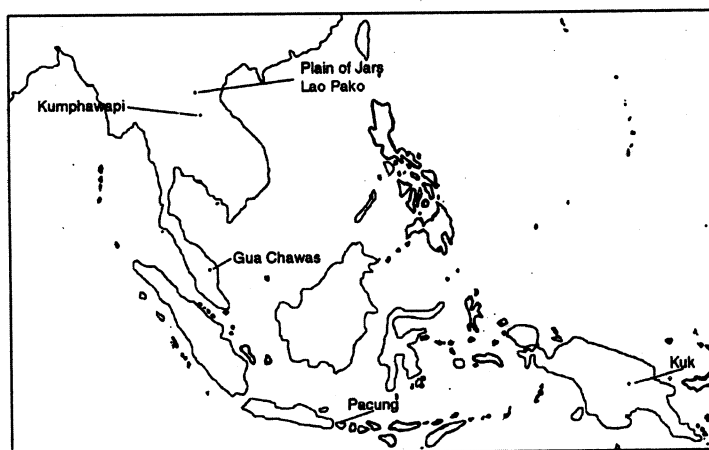 Plain of Jars
Lao Pako
Kumphawapi
Gua Chawas
Kuk
Pacung